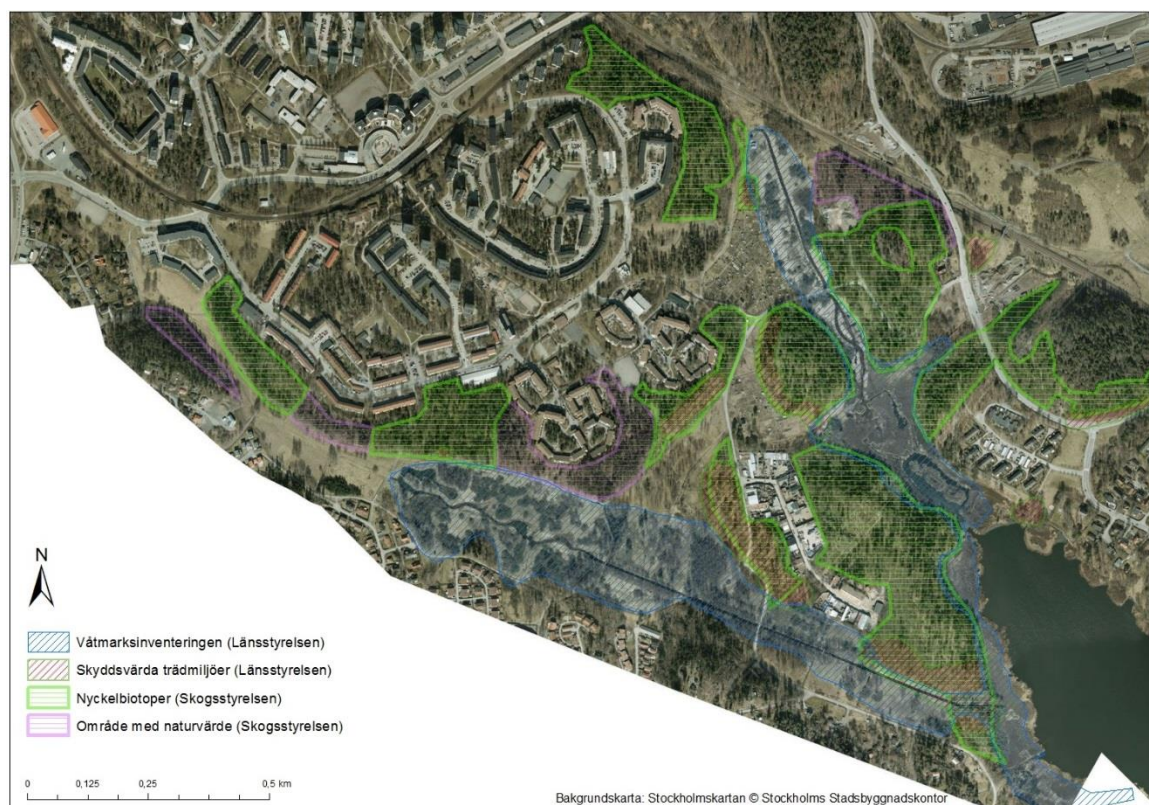 N
Våtmarksinventeringen (Länsstyrelsen)
Skyddsvärda trädmiljöer (Länsstyrelsen)
Nyckelbiotoper (Skogsstyrelsen)
Område med naturvärde (Skogsstyrelsen)
0 0,125 0,25 0,5 km
Bakgrundskarta: Stockholmskartan © Stockholms Stadsbyggnadskontor